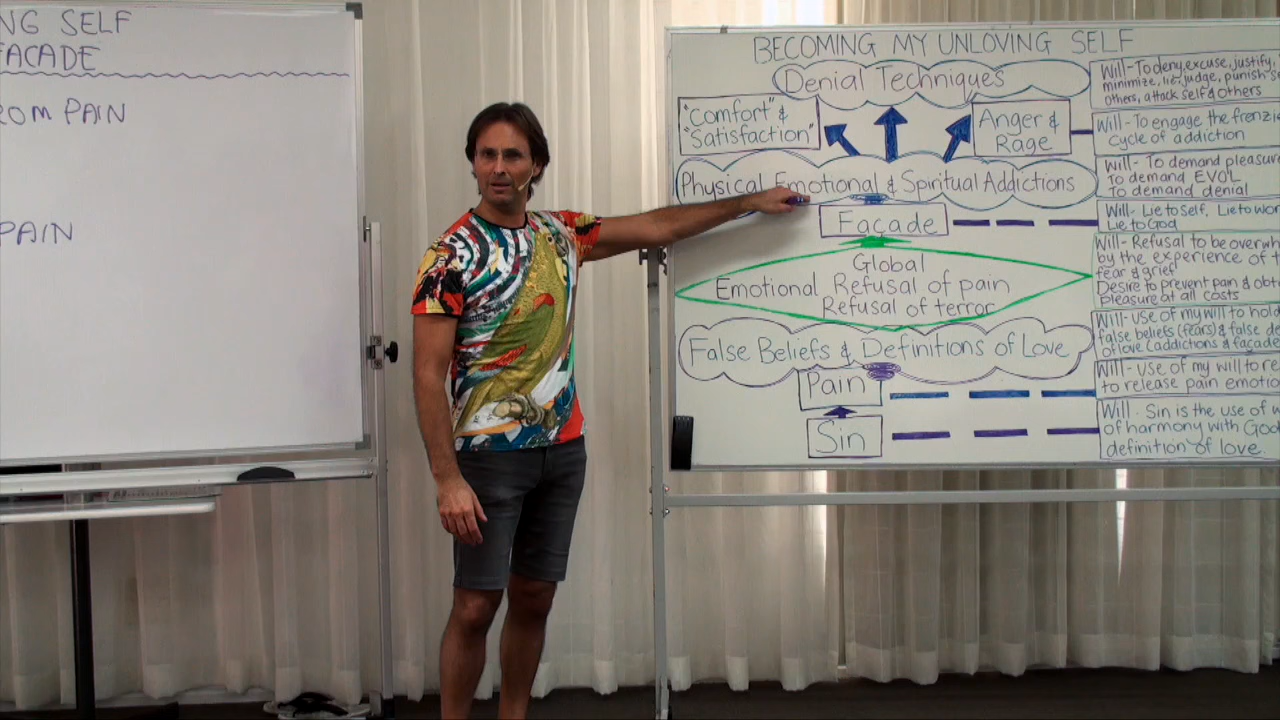 NG SELF
FACADE
ROM PAIN
PAIN
BECOMING MY UNLOVING SELF
Denial Techniques
"Comfort" &
"Satisfaction"
Anger &
Rage
Physical Emotional & Spiritual Addictions
Façade
Global
Emotional Refusal of pain
Refusal of terror
False Beliefs & Definitions of Love
Pain
Sin
Will - To deny, excuse, justify,
minimize, lie, judge, punish s
others, attack self & others
Will - To engage the frenzi
cycle of addiction
Will - To demand pleasure
To demand EVOL
To demand denial
Will - Lie to self, Lie to wor
Lie to God
Will - Refusal to be overwh
by the experience of t
fear & grief
Desire to prevent pain & obt
pleasure at all costs
Will - use of my will to hol
false beliefs (fears) & false d
of love (addictions & façade
Will - use of my will to re
to release pain emotio
Will - Sin is the use of w
of harmony with God
definition of love.